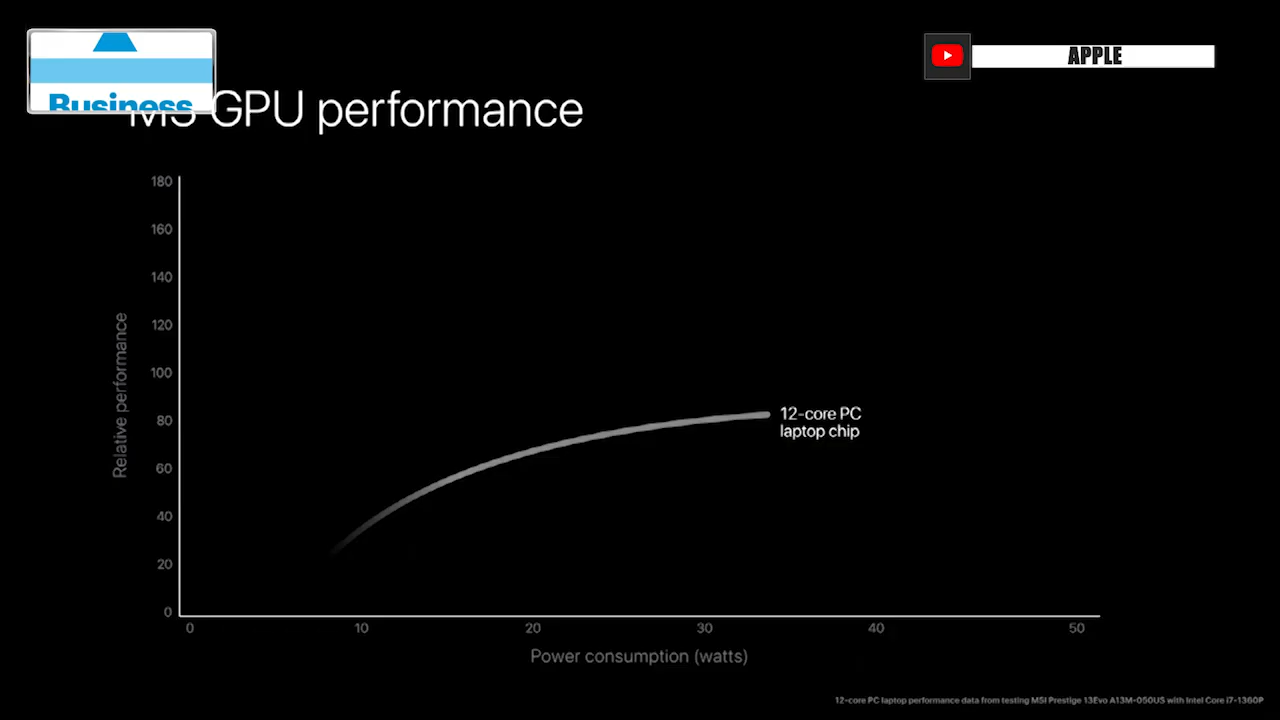 Business
APPLE
M3 GPU performance
180
160
140
120
100
80
60
40
20
0
Relative performance
12-core PC
laptop chip
0 10 20 30 40 50
Power consumption (watts)
12-core PC laptop performance data from testing MSI Prestige 13Evo A13M-050US with Intel Core i7-1360P